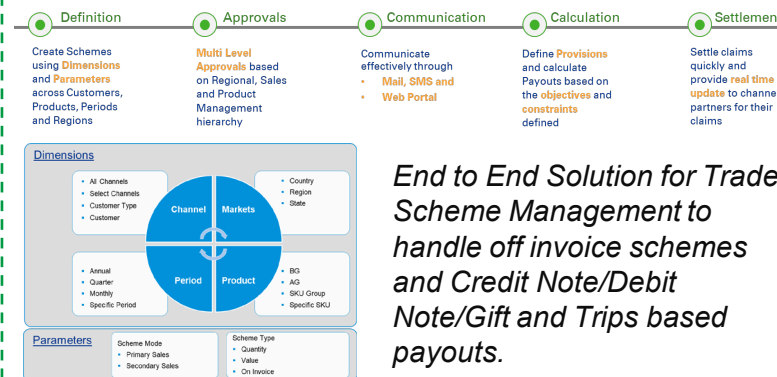 Definition
Approvals
Communication
Calculation
Settlemen
Create Schemes
using Dimensions
and Parameters
across Customers,
Products, Periods
and Regions
Multi Level
Approvals based
on Regional, Sales
and Product
Management
hierarchy
Communicate
effectively through
• Mail, SMS and
• Web Portal
Define Provisions
and calculate
Payouts based on
the objectives and
constraints
defined
Settle claims
quickly and
provide real time
update to channe
partners for their
claims
Dimensions
• All Channels
• Select Channels
• Customer Type
• Customer
Channel
Markets
• Country
• Region
• State
• Annual
• Quarter
• Monthly
• Specific Period
Period
Product
• BG
• AG
• SKU Group
• Specific SKU
Parameters
Scheme Mode
• Primary Sales
• Secondary Sales
Scheme Type
• Quantity
• Value
• On Invoice
End to End Solution for Trade
Scheme Management to
handle off invoice schemes
and Credit Note/Debit
Note/Gift and Trips based
payouts.